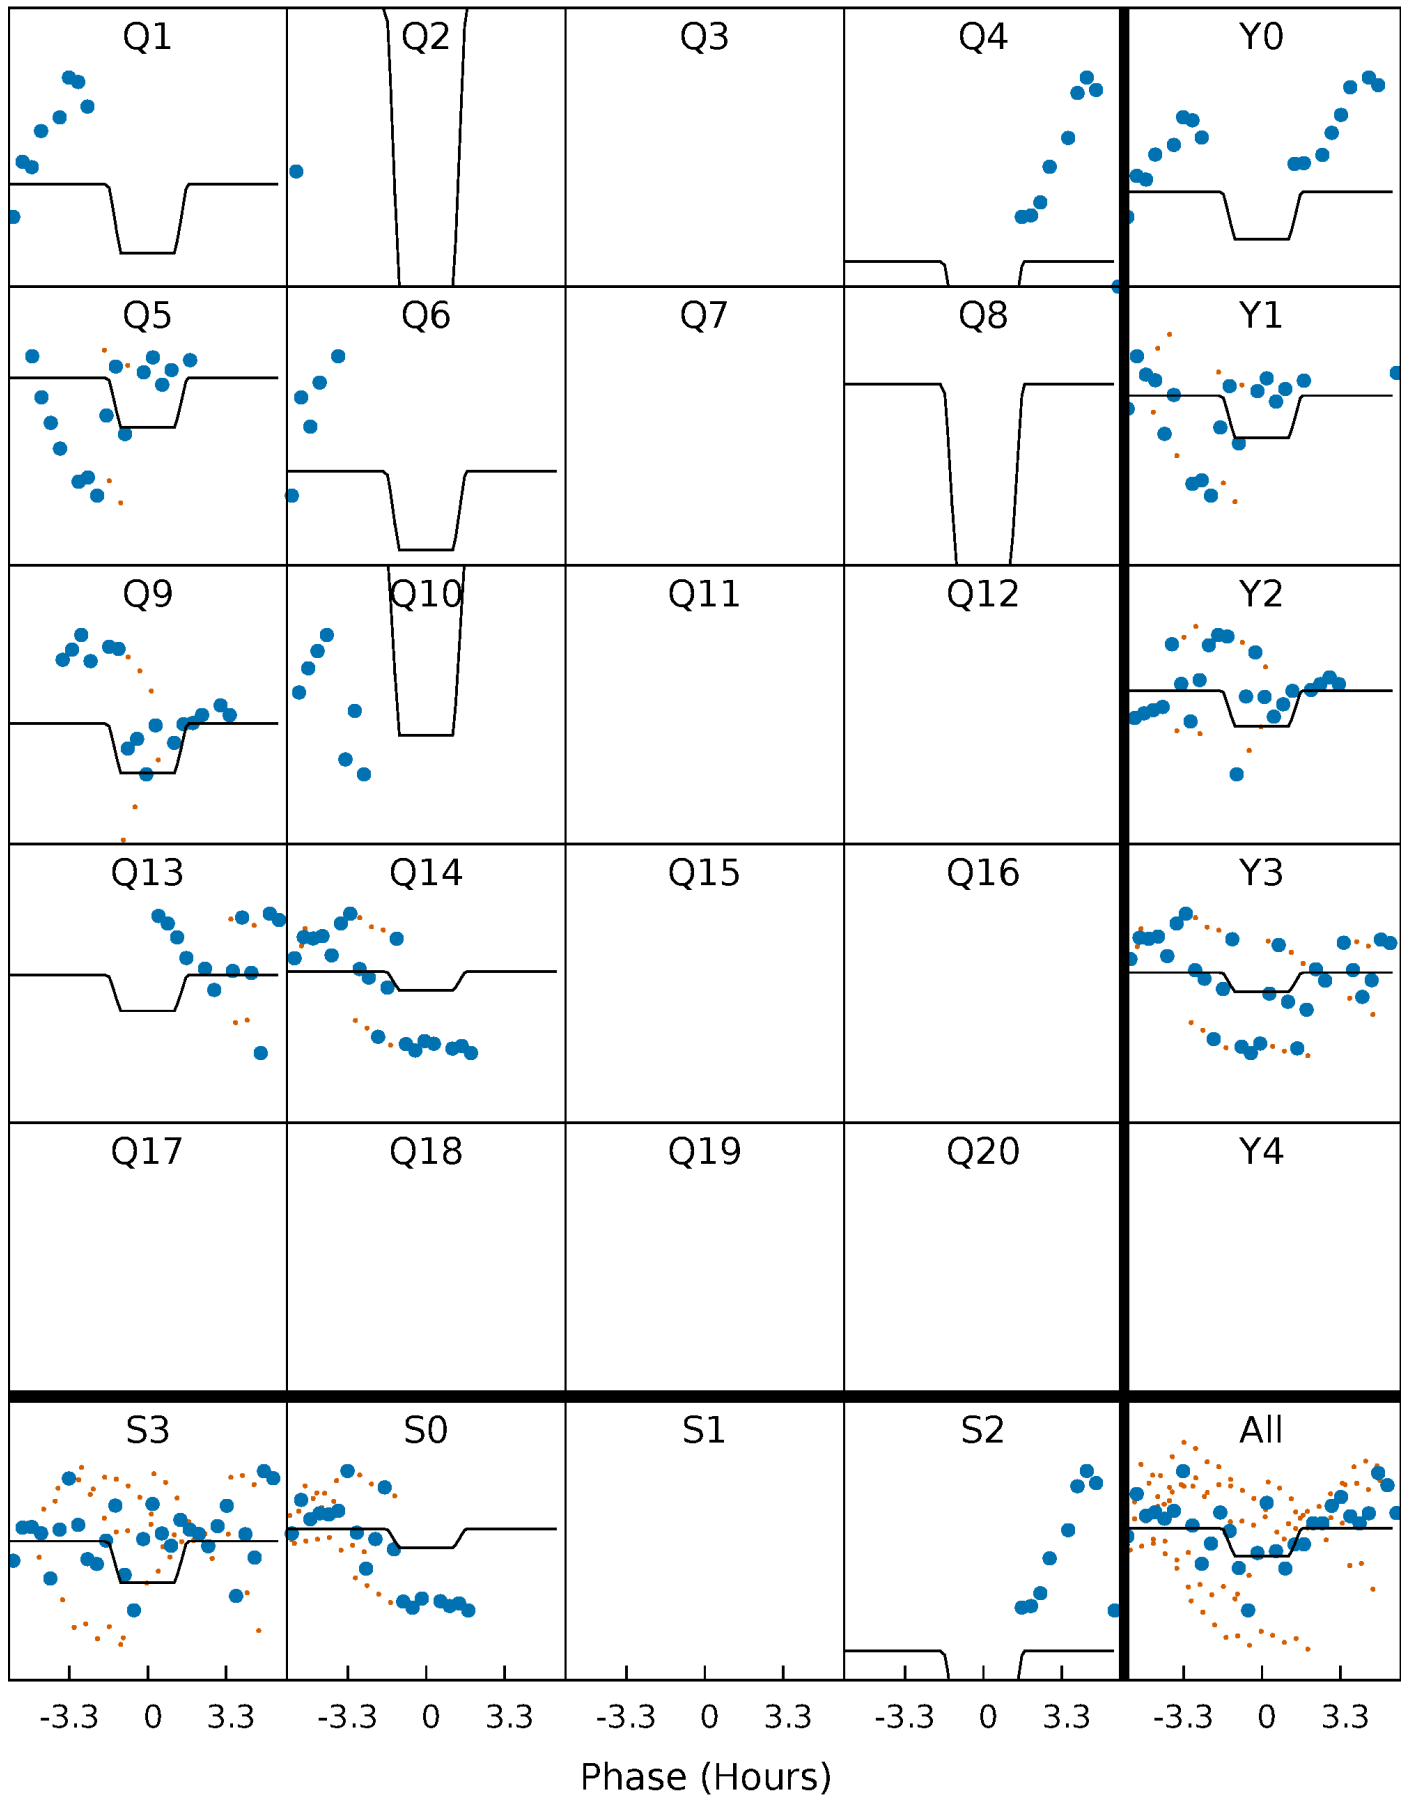 Q1 Q2 Q3 Q4 Y0
Q5 Q6 Q7 Q8 Y1
Q9 Q10 Q11 Q12 Y2
Q13 Q14 Q15 Q16 Y3
Q17 Q18 Q19 Q20 Y4
S3 S0 S1 S2 All
-3.3 0 3.3 -3.3 0 3.3 -3.3 0 3.3 -3.3 0 3.3 -3.3 0 3.3
Phase (Hours)